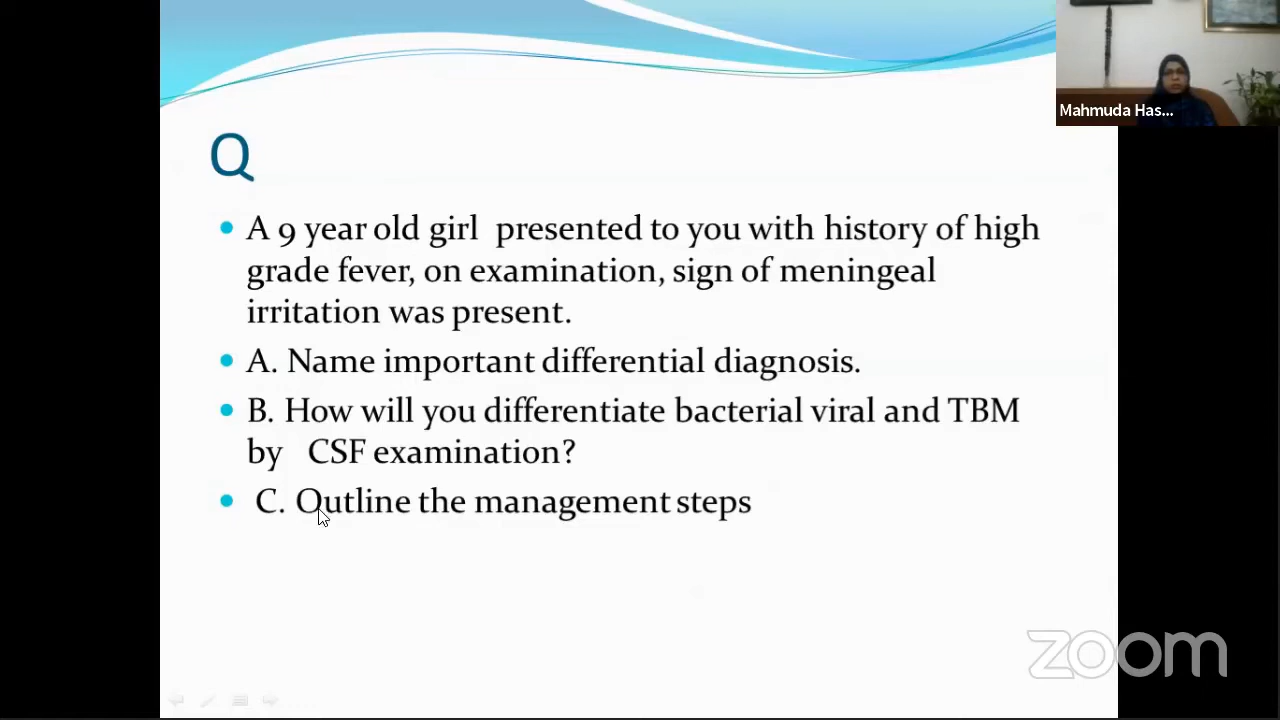 Mahmuda Has...
Q
A 9 year old girl presented to you with history of high
grade fever, on examination, sign of meningeal
irritation was present.
A. Name important differential diagnosis.
B. How will you differentiate bacterial viral and TBM
by CSF examination?
C. Outline the management steps
zoom